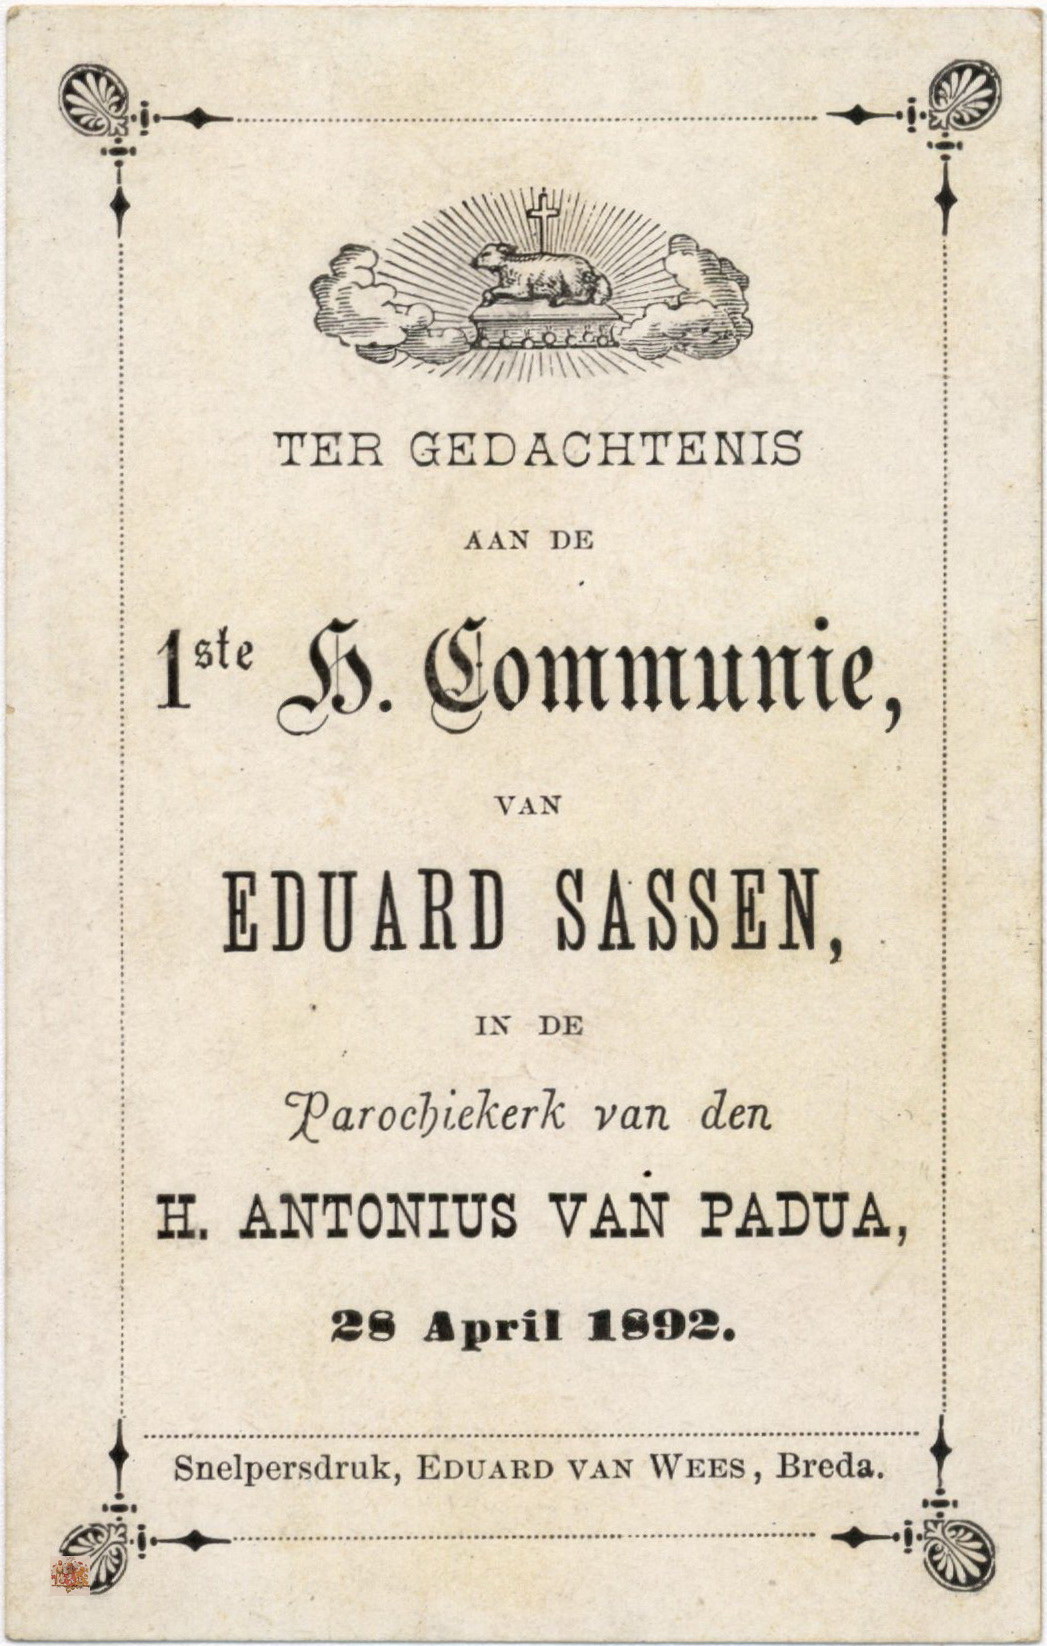 TER GEDACHTENIS
AAN DE
1ste H. Communie,
VAN
EDUARD SASSEN,
IN DE
Parochiekerk van den
H. ANTONIUS VAN PADUA,
28 April 1892.
Snelpersdruk, EDUARD VAN WEES, Breda.